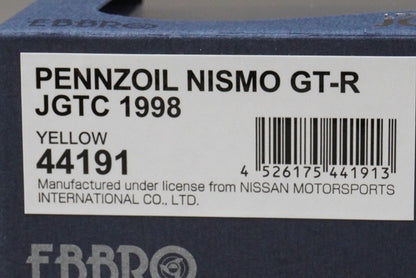 EBBRO
PENNZOIL NISMO GT-R
JGTC 1998
YELLOW
44191
4 526175 441913
Manufactured under license from NISSAN MOTORSPORTS
INTERNATIONAL CO., LTD.
EBBRO